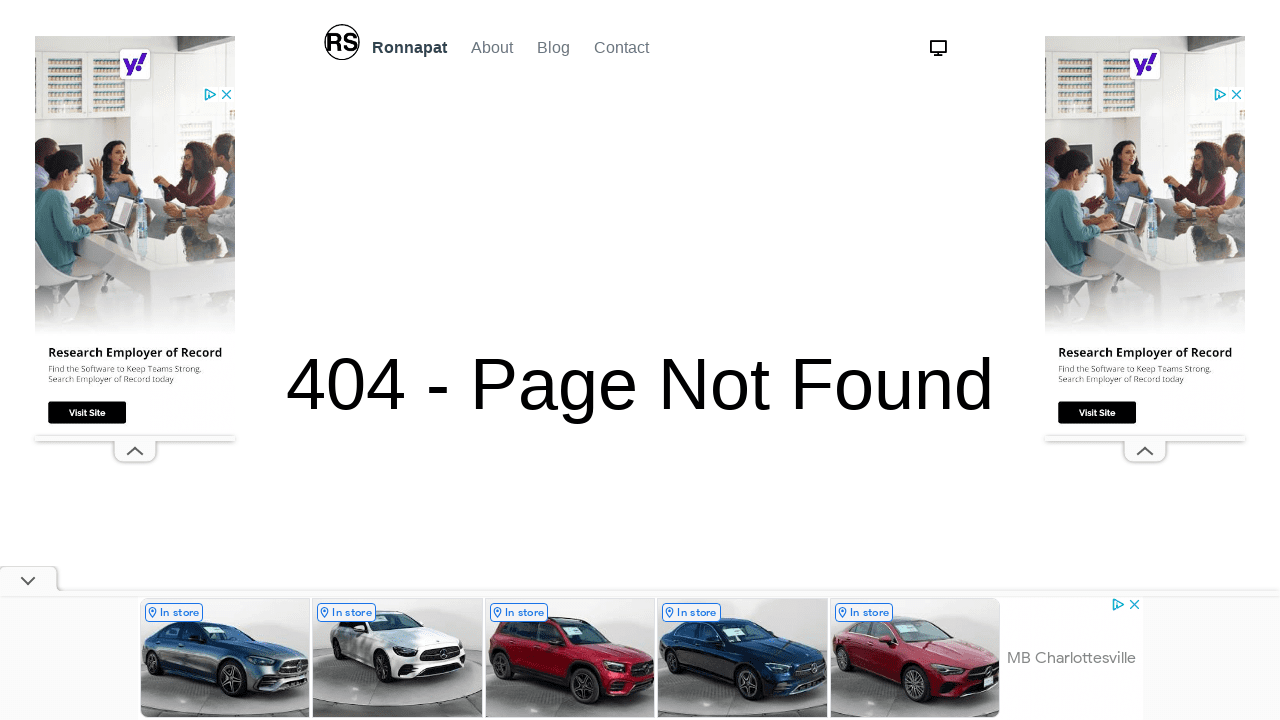 RS
Ronnapat
About
Blog
Contact
y!
Research Employer of Record
Find the Software to Keep Teams Strong.
Search Employer of Record today
Visit Site
404 - Page Not Found
y!
Research Employer of Record
Find the Software to Keep Teams Strong.
Search Employer of Record today
Visit Site
In store
In store
In store
In store
In store
MB Charlottesville